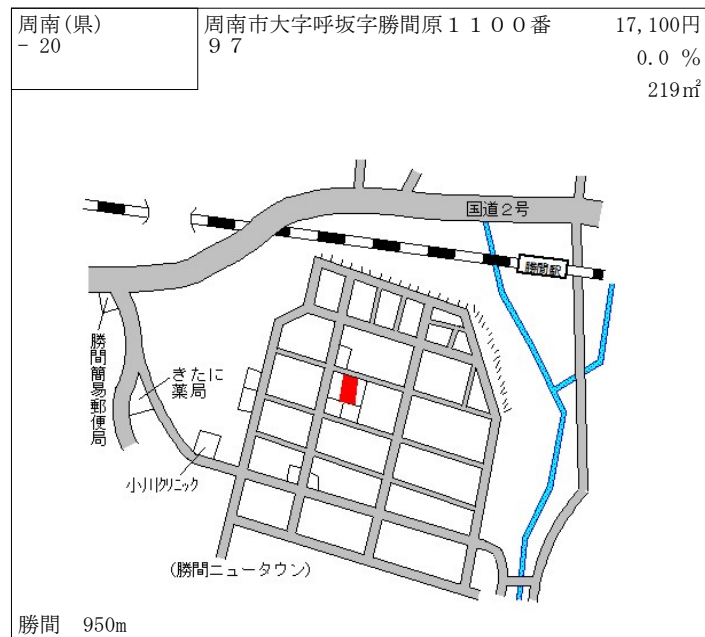 周南(県)
- 20
周南市大字呼坂字勝間原１１００番
９７
17,100円
0.0 %
219㎡
国道２号
勝間駅
勝間簡易郵便局
きたに
薬局
小川クリニック
(勝間ニュータウン)
勝間 950m